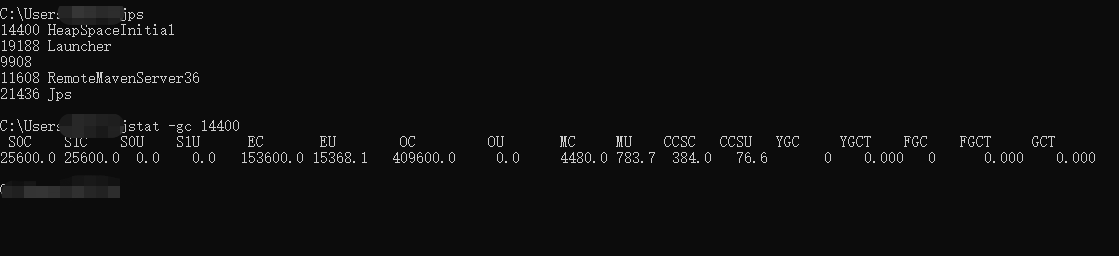 C:\Users jps
14400 HeapSpaceInitial
19188 Launcher
9908
11608 RemoteMavenServer36
21436 Jps
C:\Users jstat -gc 14400
S0C S1C S0U S1U EC EU OC OU MC MU CCSC CCSU YGC YGCT FGC FGCT GCT
25600.0 25600.0 0.0 0.0 153600.0 15368.1 409600.0 0.0 4480.0 783.7 384.0 76.6 0 0.000 0 0.000 0.000